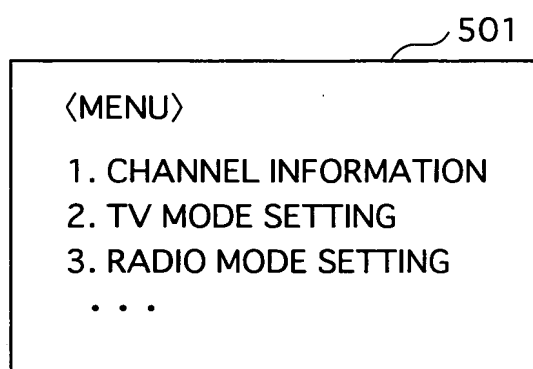 501
〈MENU〉
1. CHANNEL INFORMATION
2. TV MODE SETTING
3. RADIO MODE SETTING
• • •